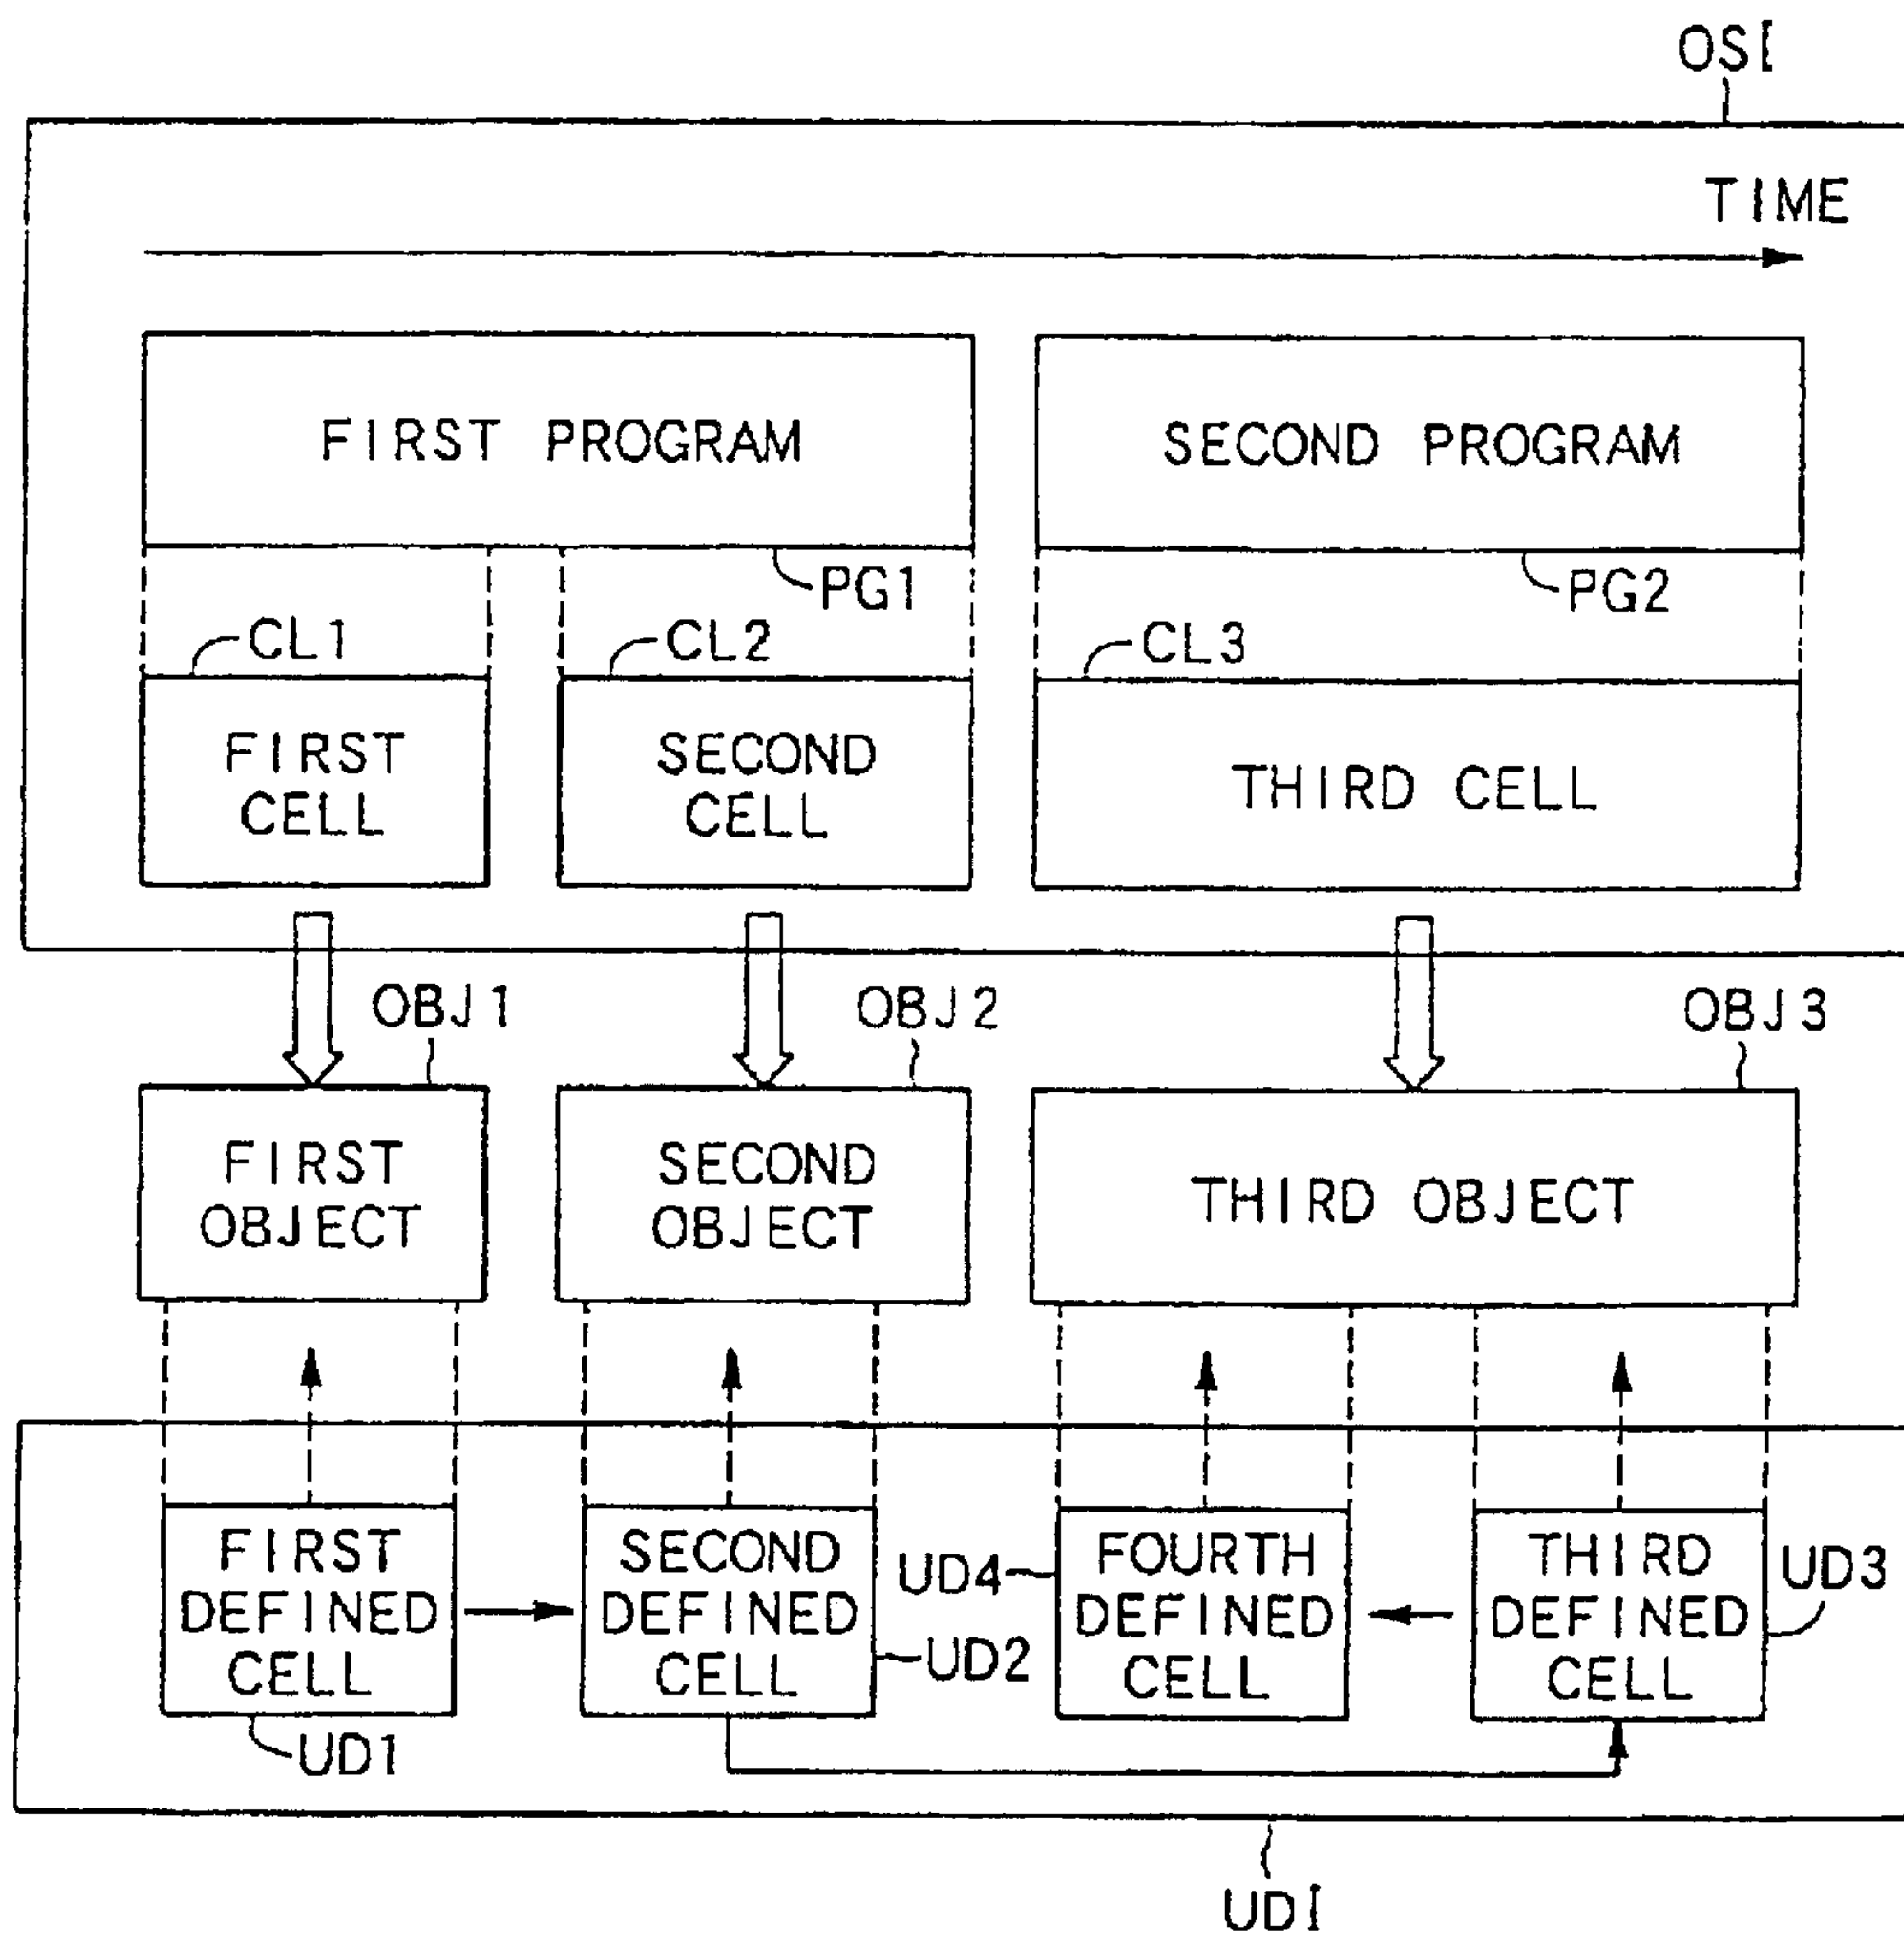 OSI
TIME
FIRST PROGRAM
SECOND PROGRAM
PG1
PG2
CL1
CL2
CL3
FIRST
CELL
SECOND
CELL
THIRD CELL
OBJ1
OBJ2
OBJ3
FIRST
OBJECT
SECOND
OBJECT
THIRD OBJECT
FIRST
DEFINED
CELL
SECOND
DEFINED
CELL
UD4
FOURTH
DEFINED
CELL
THIRD
DEFINED
CELL
UD3
UD2
UD1
UDI